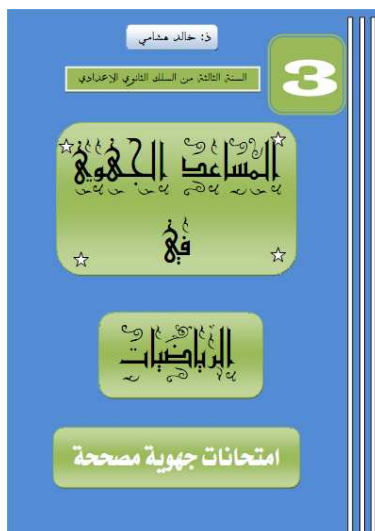 ذ: خالد هشامي
3
السنة الثالثة من السلك الثانوي الإعدادي
المساعد الجهوي
في
الرياضيات
امتحانات جهوية مصححة